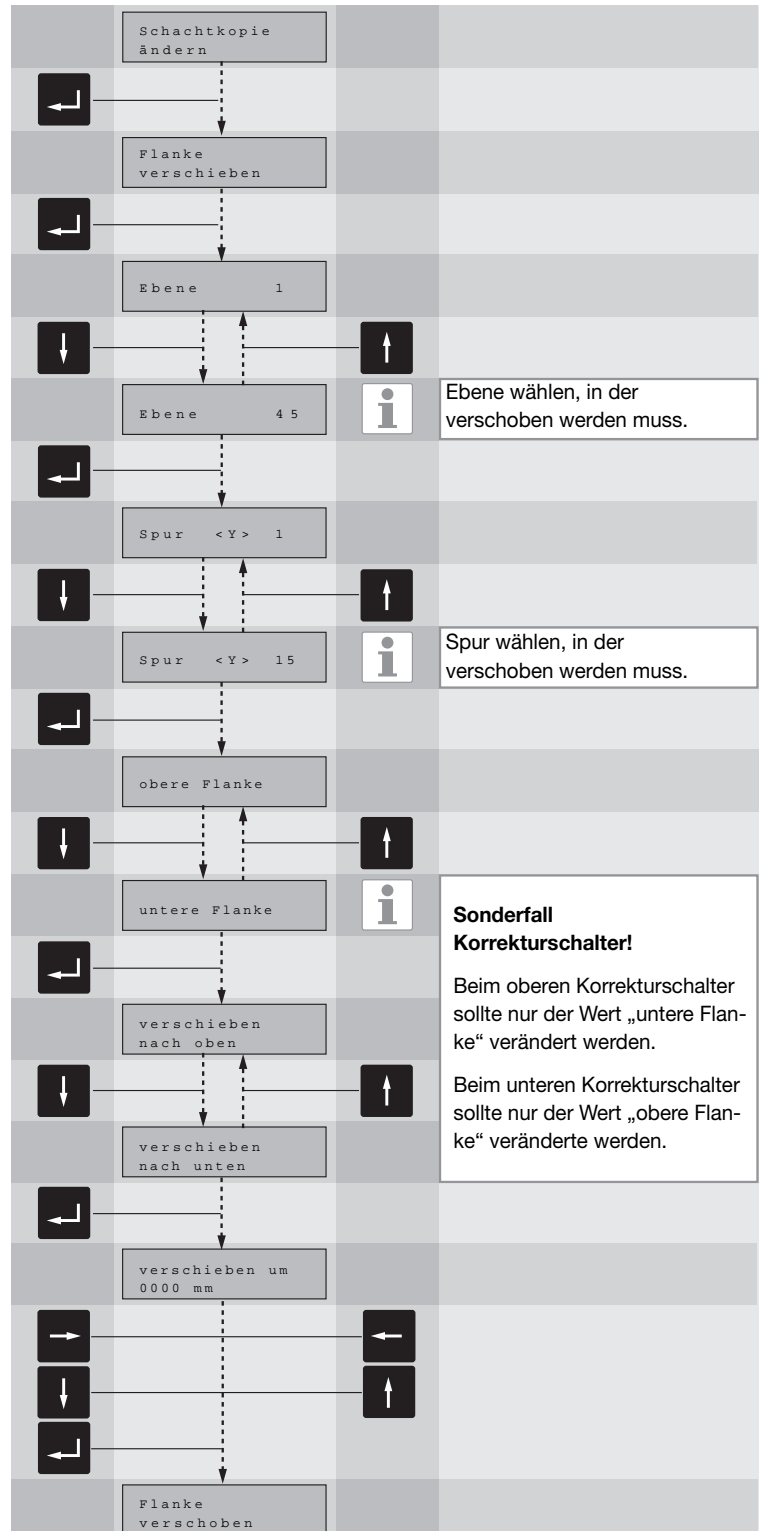 Schachtkopie
ändern
Flanke
verschieben
Ebene 1
Ebene 45
Ebene wählen, in der
verschoben werden muss.
Spur <Y> 1
Spur <Y> 15
Spur wählen, in der
verschoben werden muss.
obere Flanke
untere Flanke
Sonderfall
Korrekturschalter!
Beim oberen Korrekturschalter
sollte nur der Wert „untere Flan-
ke“ verändert werden.
Beim unteren Korrekturschalter
sollte nur der Wert „obere Flan-
ke“ veränderte werden.
verschieben
nach oben
verschieben
nach unten
verschieben um
0000 mm
Flanke
verschoben